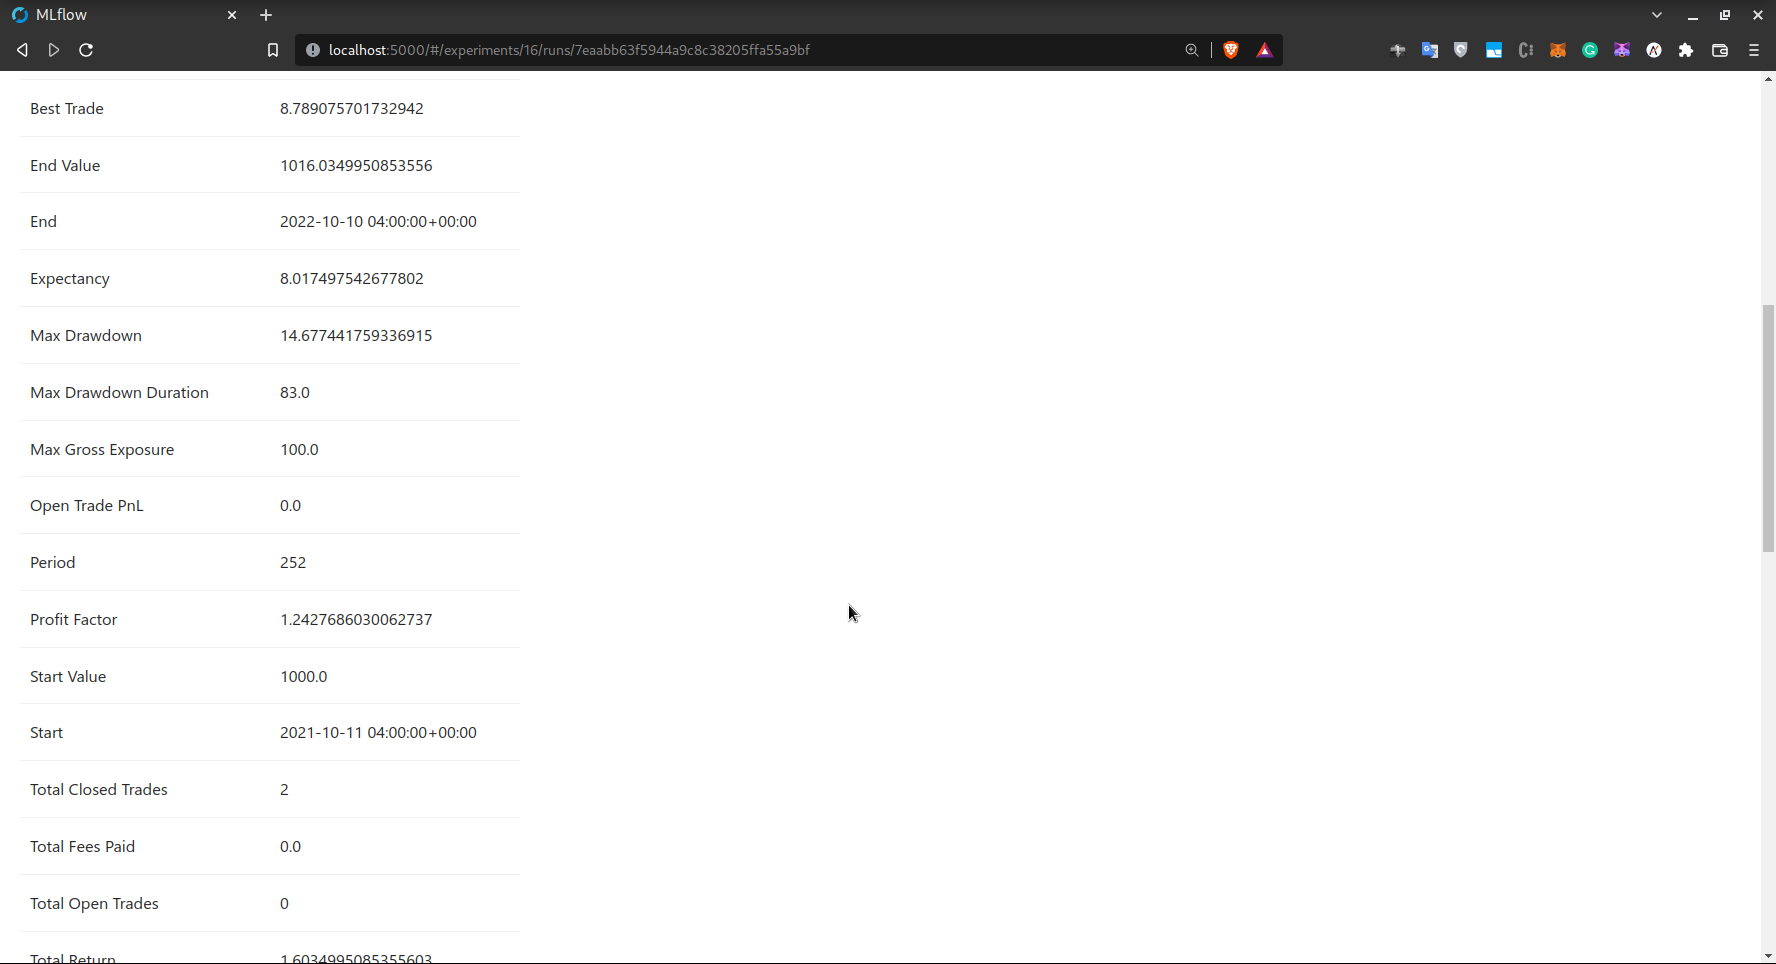 MLflow
localhost:5000/#/experiments/16/runs/7eaabb63f5944a9c8c38205ffa55a9bf
Best Trade 8.789075701732942
End Value 1016.0349950853556
End 2022-10-10 04:00:00+00:00
Expectancy 8.017497542677802
Max Drawdown 14.677441759336915
Max Drawdown Duration 83.0
Max Gross Exposure 100.0
Open Trade PnL 0.0
Period 252
Profit Factor 1.2427686030062737
Start Value 1000.0
Start 2021-10-11 04:00:00+00:00
Total Closed Trades 2
Total Fees Paid 0.0
Total Open Trades 0
Total Return 1.6034995085355603